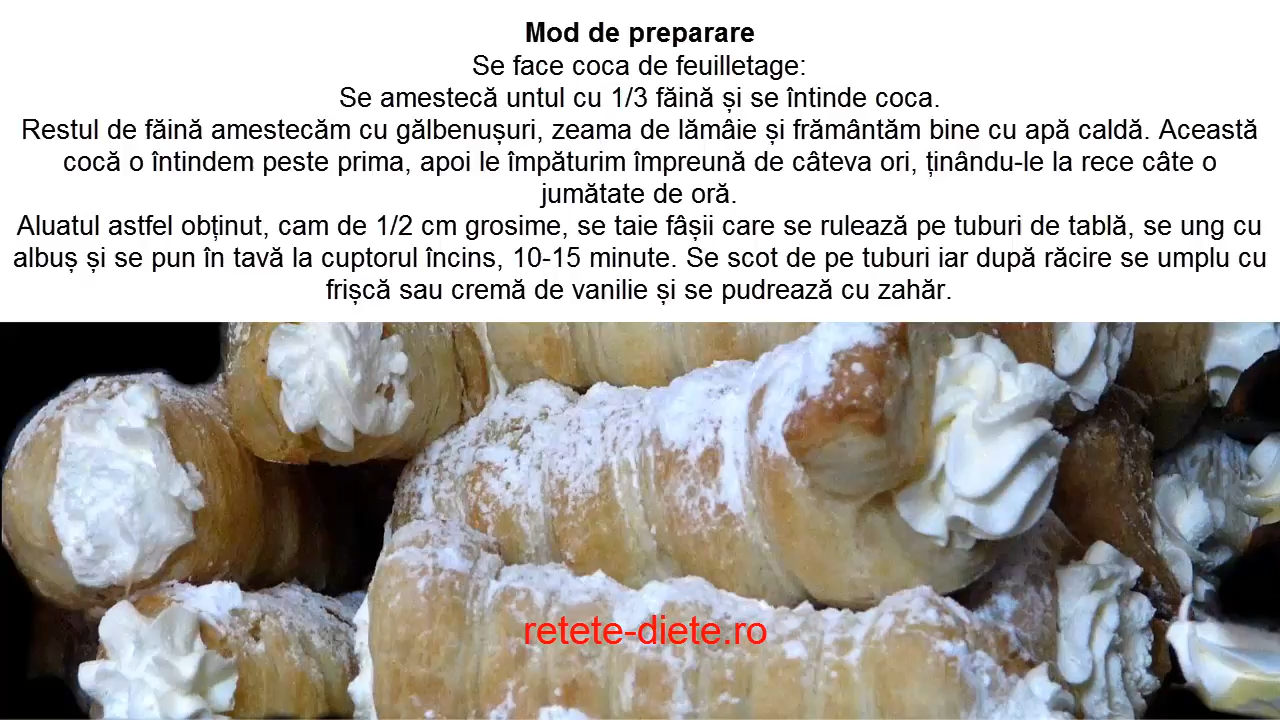 Mod de preparare
Se face coca de feuilletage:
Se amestecă untul cu 1/3 făină și se întinde coca.
Restul de făină amestecăm cu gălbenușuri, zeama de lămâie și frământăm bine cu apă caldă. Această
cocă o întindem peste prima, apoi le împăturim împreună de câteva ori, ținându-le la rece câte o
jumătate de oră.
Aluatul astfel obținut, cam de 1/2 cm grosime, se taie fâșii care se rulează pe tuburi de tablă, se ung cu
albuș și se pun în tavă la cuptorul încins, 10-15 minute. Se scot de pe tuburi iar după răcire se umplu cu
frișcă sau cremă de vanilie și se pudrează cu zahăr.
retete-diete.ro